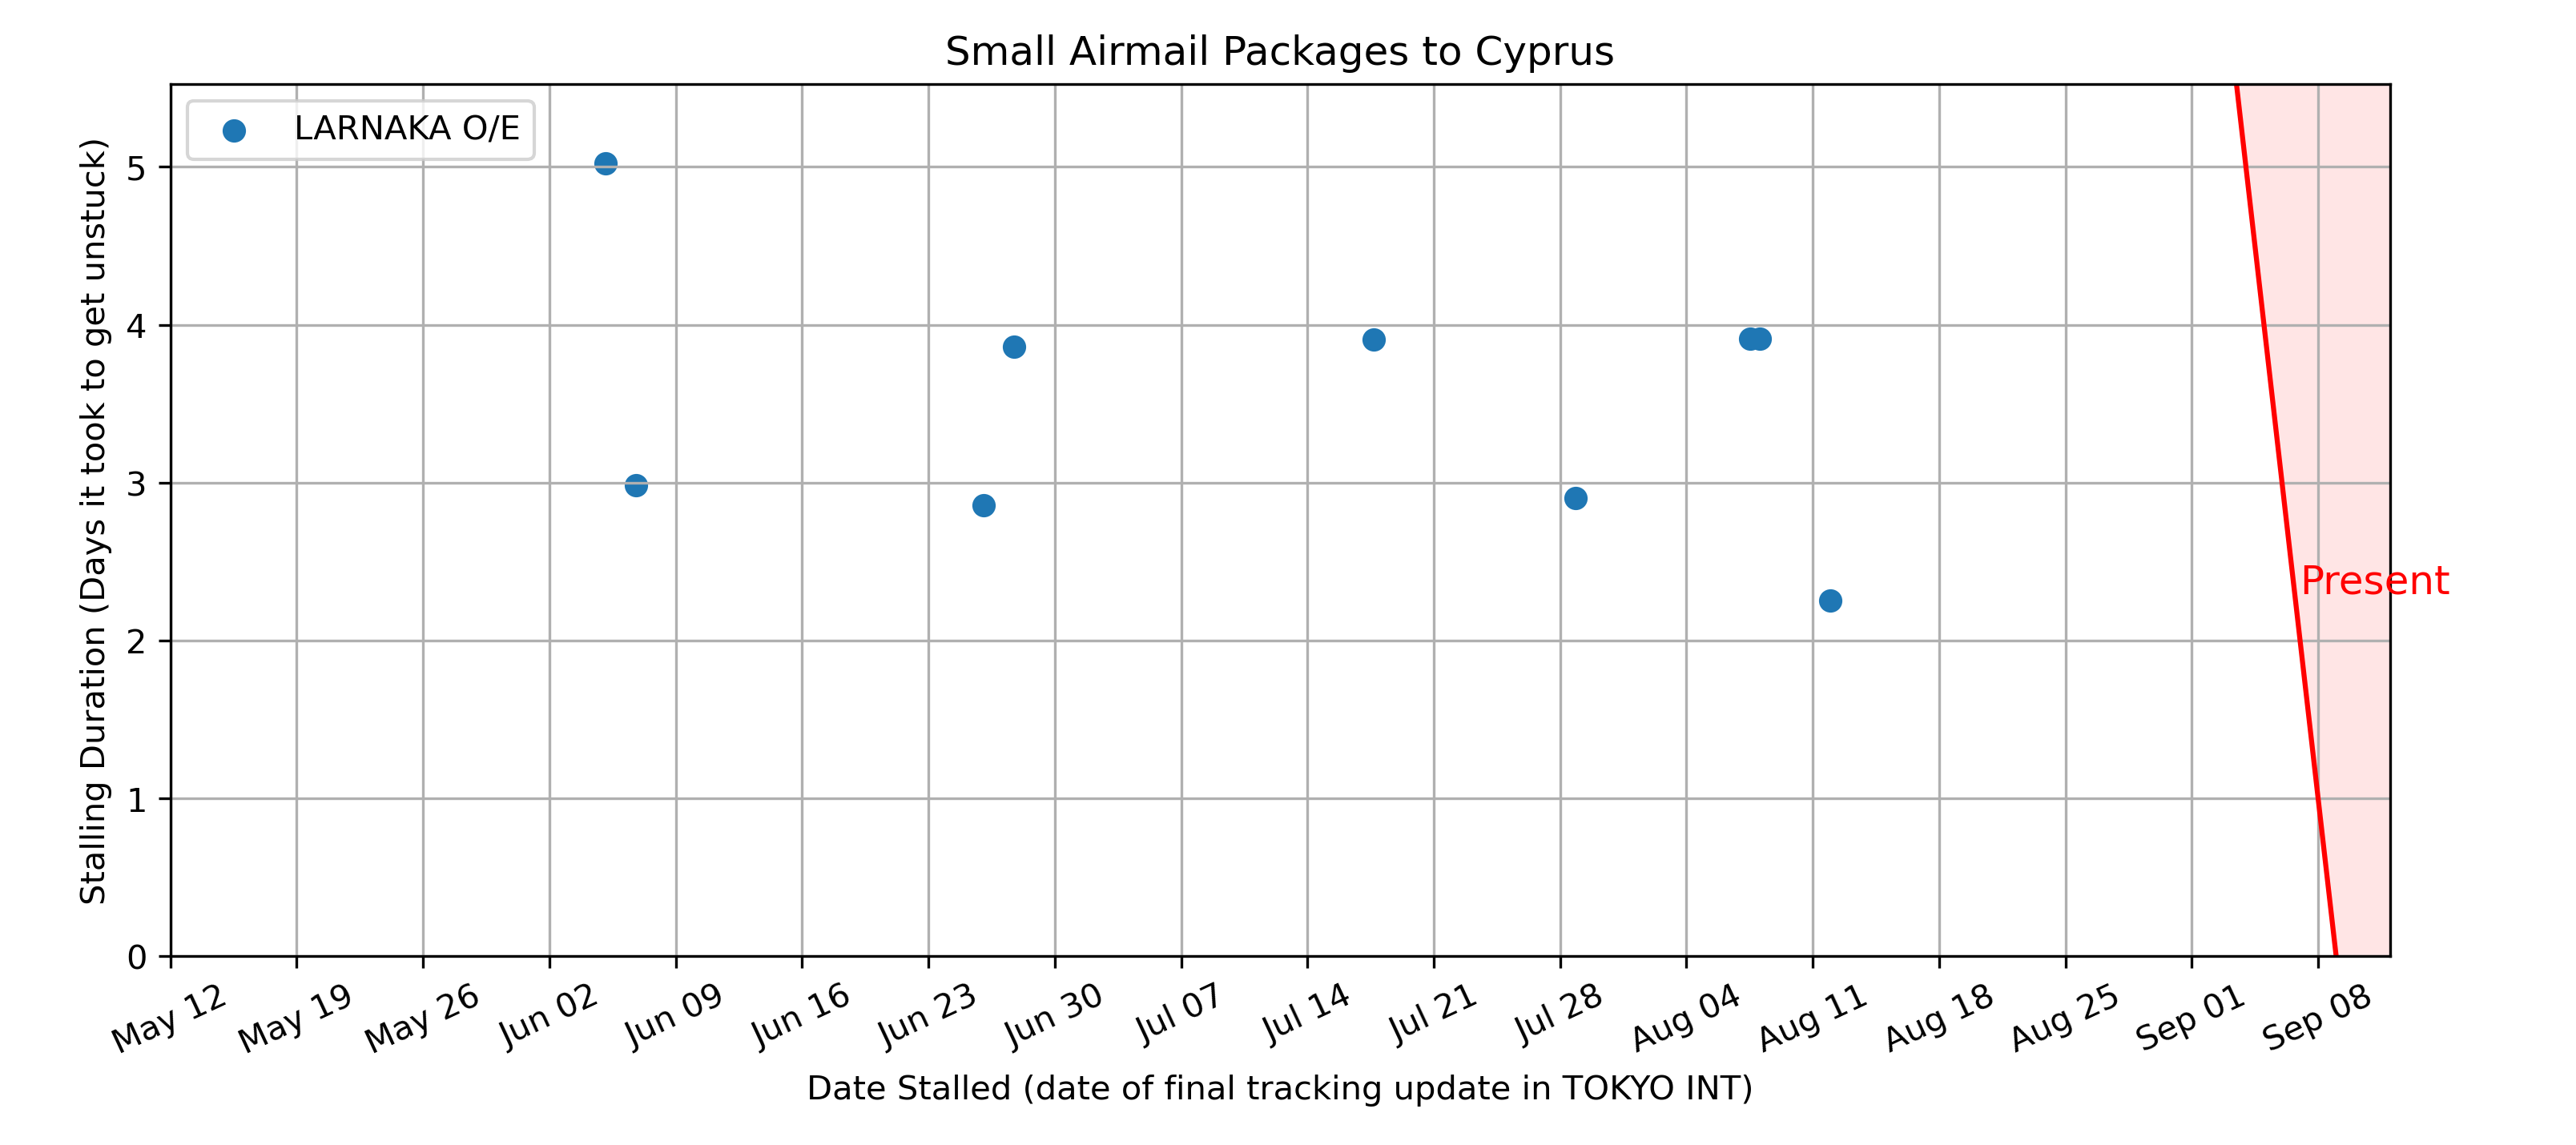 Small Airmail Packages to Cyprus
LARNAKA O/E
Stalling Duration (Days it took to get unstuck)
5
4
3
2
1
0
Present
May 12
May 19
May 26
Jun 02
Jun 09
Jun 16
Jun 23
Jun 30
Jul 07
Jul 14
Jul 21
Jul 28
Aug 04
Aug 11
Aug 18
Aug 25
Sep 01
Sep 08
Date Stalled (date of final tracking update in TOKYO INT)